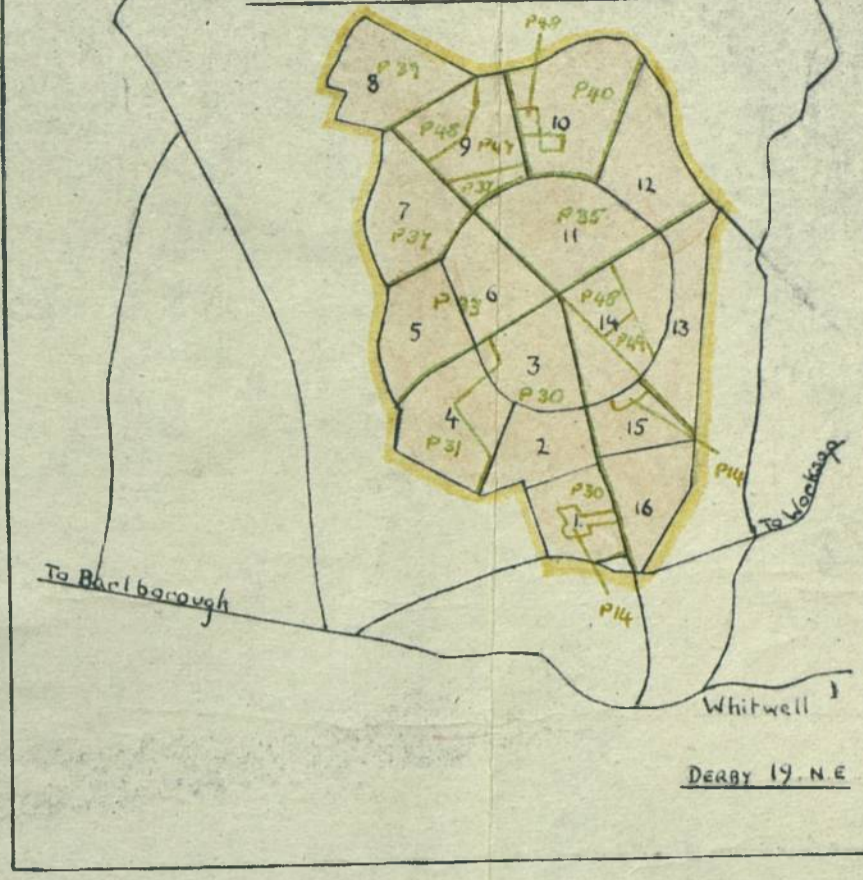 P49
P39
8
P40
10
P48
9
P47
P37
12
7
P37
P35
11
6
P33
P48
14
P49
13
5
3
P30
4
P31
2
15
P14
P30
1
16
To Worksop
To Barlborough
P14
Whitwell
DERBY 19. N.E